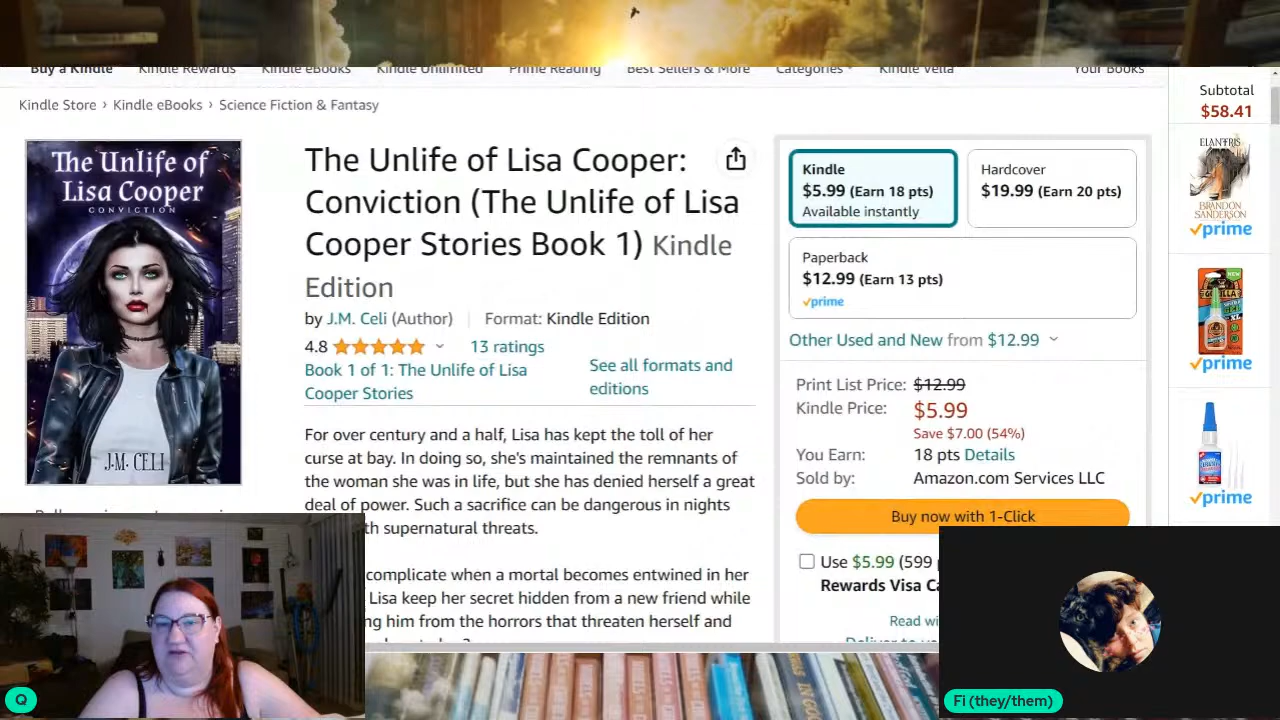 Buy a Kindle Kindle Rewards Kindle eBooks Kindle Unlimited Prime Reading Best Sellers & More Categories Kindle Vella Your Books
Kindle Store › Kindle eBooks › Science Fiction & Fantasy
The Unlife of
Lisa Cooper
CONVICTION
J.M. CELI
The Unlife of Lisa Cooper:
Conviction (The Unlife of Lisa
Cooper Stories Book 1) Kindle
Edition
by J.M. Celi (Author) Format: Kindle Edition
4.8 13 ratings
Book 1 of 1: The Unlife of Lisa
Cooper Stories
See all formats and
editions
For over century and a half, Lisa has kept the toll of her
curse at bay. In doing so, she's maintained the remnants of
the woman she was in life, but she has denied herself a great
deal of power. Such a sacrifice can be dangerous in nights
th supernatural threats.
complicate when a mortal becomes entwined in her
Lisa keep her secret hidden from a new friend while
ng him from the horrors that threaten herself and
Kindle
$5.99 (Earn 18 pts)
Available instantly
Hardcover
$19.99 (Earn 20 pts)
Paperback
$12.99 (Earn 13 pts)
prime
Other Used and New from $12.99
Print List Price: $12.99
Kindle Price: $5.99
Save $7.00 (54%)
You Earn: 18 pts Details
Sold by: Amazon.com Services LLC
Buy now with 1-Click
Use $5.99 (599
Rewards Visa Ca
Read wi
Subtotal
$58.41
ELANTRIS
BRANDON
SANDERSON
prime
NEW
prime
prime
Q
Fi (they/them)